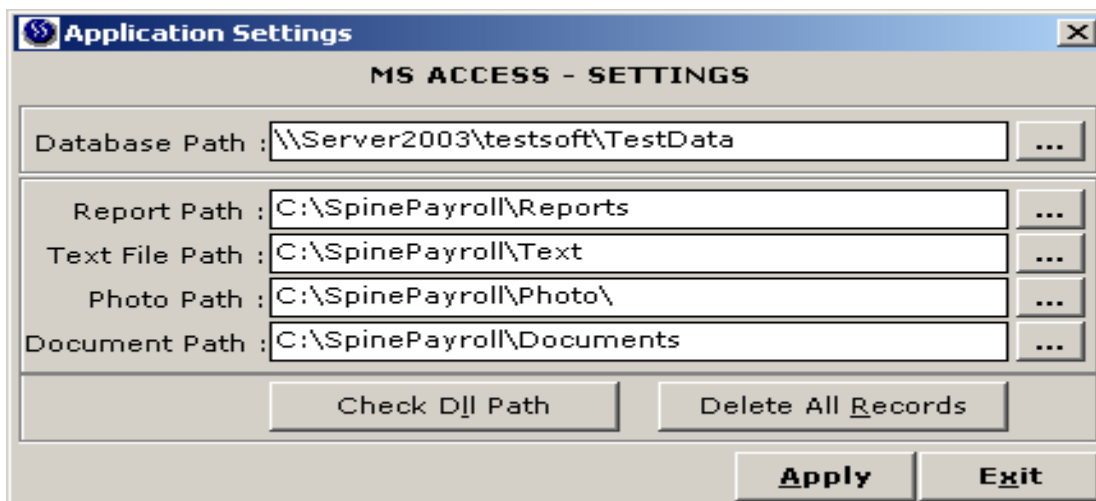 Application Settings
MS ACCESS - SETTINGS
Database Path : \\Server2003\testsoft\TestData ...
Report Path : C:\SpinePayroll\Reports ...
Text File Path : C:\SpinePayroll\Text ...
Photo Path : C:\SpinePayroll\Photo\ ...
Document Path : C:\SpinePayroll\Documents ...
Check Dll Path Delete All Records
Apply Exit